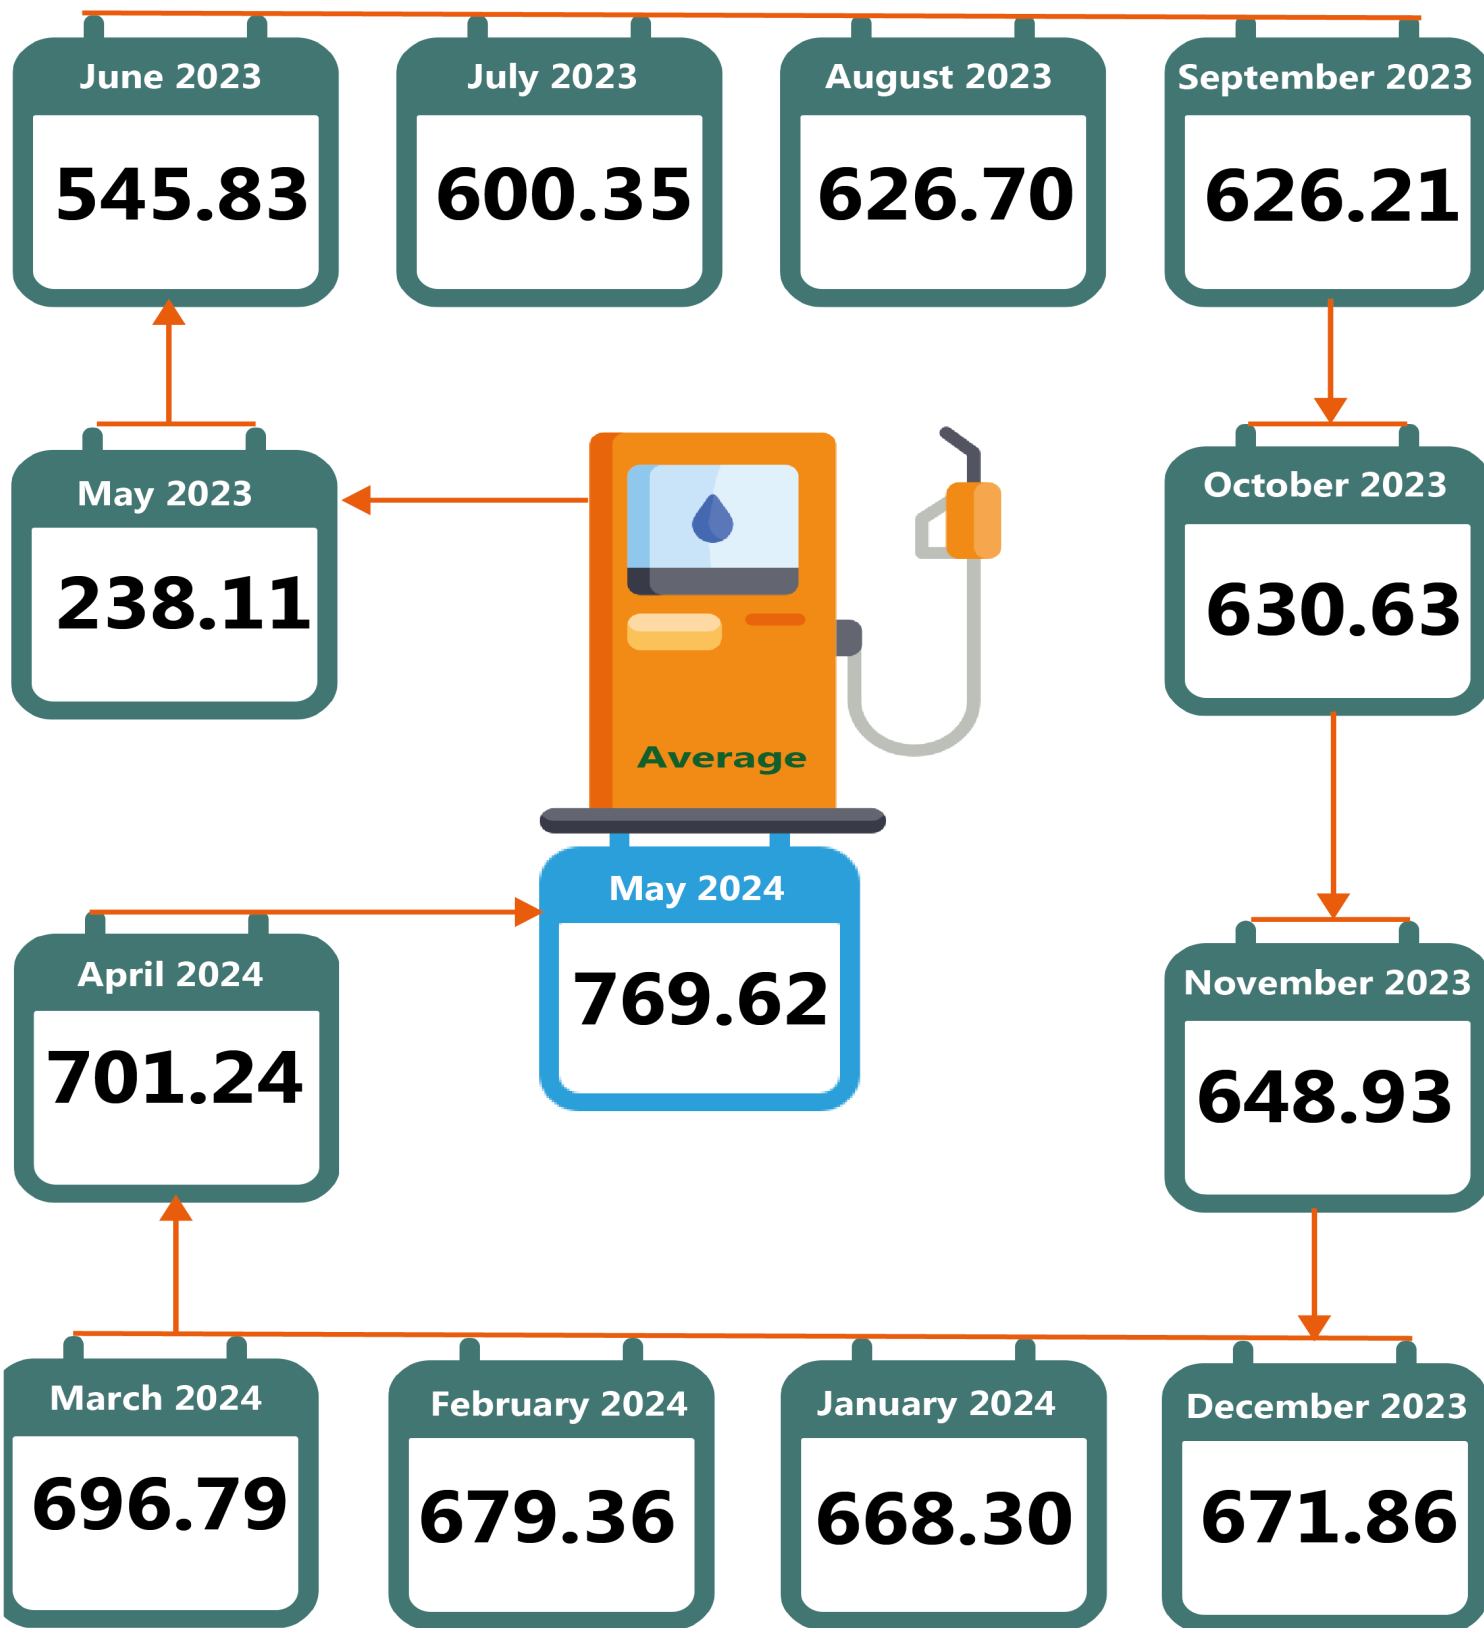 June 2023
545.83
July 2023
600.35
August 2023
626.70
September 2023
626.21
May 2023
238.11
October 2023
630.63
Average
May 2024
769.62
April 2024
701.24
November 2023
648.93
March 2024
696.79
February 2024
679.36
January 2024
668.30
December 2023
671.86